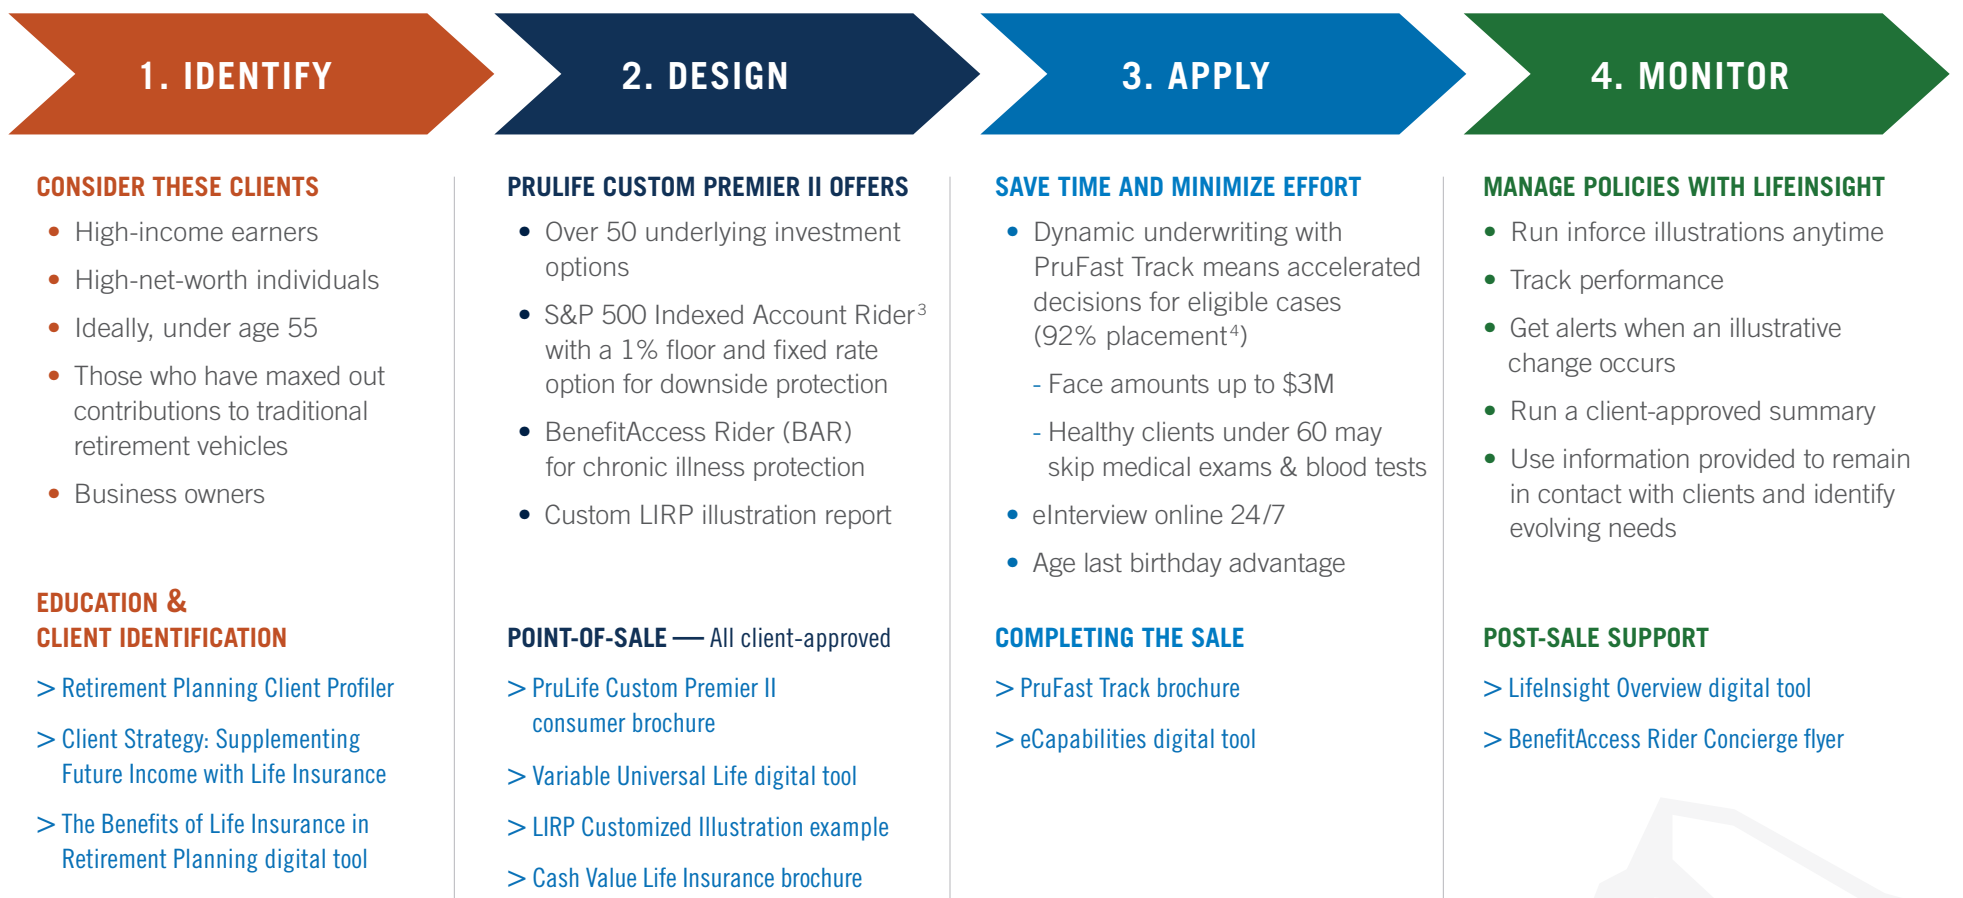 1. IDENTIFY
CONSIDER THESE CLIENTS
• High-income earners
• High-net-worth individuals
• Ideally, under age 55
• Those who have maxed out
contributions to traditional
retirement vehicles
• Business owners
EDUCATION &
CLIENT IDENTIFICATION
> Retirement Planning Client Profiler
> Client Strategy: Supplementing
Future Income with Life Insurance
> The Benefits of Life Insurance in
Retirement Planning digital tool
2. DESIGN
PRULIFE CUSTOM PREMIER II OFFERS
• Over 50 underlying investment
options
• S&P 500 Indexed Account Rider³
with a 1% floor and fixed rate
option for downside protection
• BenefitAccess Rider (BAR)
for chronic illness protection
• Custom LIRP illustration report
POINT-OF-SALE — All client-approved
> PruLife Custom Premier II
consumer brochure
> Variable Universal Life digital tool
> LIRP Customized Illustration example
> Cash Value Life Insurance brochure
3. APPLY
SAVE TIME AND MINIMIZE EFFORT
• Dynamic underwriting with
PruFast Track means accelerated
decisions for eligible cases
(92% placement⁴)
- Face amounts up to $3M
- Healthy clients under 60 may
skip medical exams & blood tests
• eInterview online 24/7
• Age last birthday advantage
COMPLETING THE SALE
> PruFast Track brochure
> eCapabilities digital tool
4. MONITOR
MANAGE POLICIES WITH LIFEINSIGHT
• Run inforce illustrations anytime
• Track performance
• Get alerts when an illustrative
change occurs
• Run a client-approved summary
• Use information provided to remain
in contact with clients and identify
evolving needs
POST-SALE SUPPORT
> LifeInsight Overview digital tool
> BenefitAccess Rider Concierge flyer